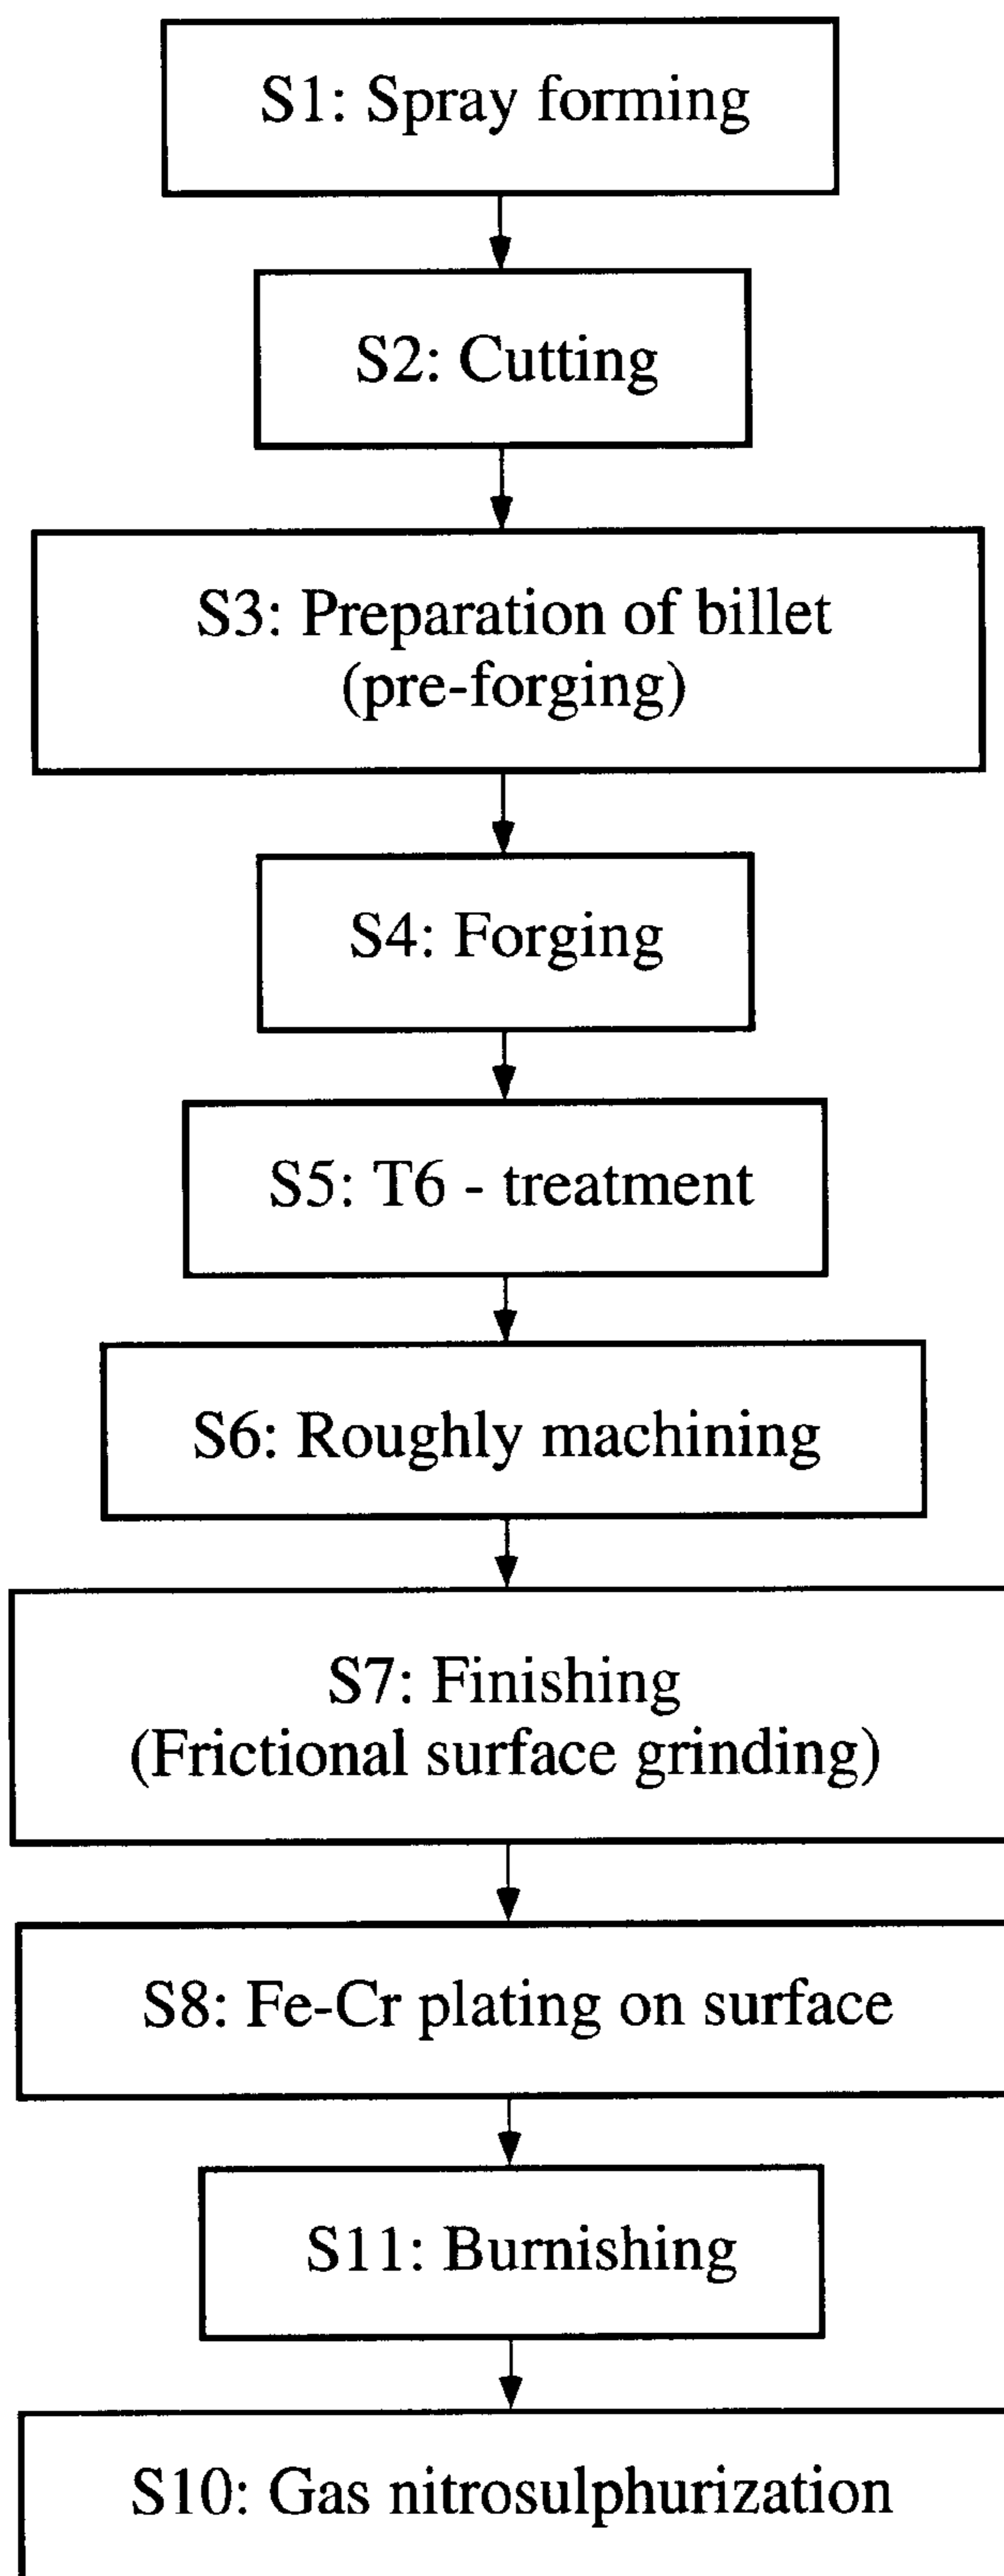 S1: Spray forming
S2: Cutting
S3: Preparation of billet
(pre-forging)
S4: Forging
S5: T6 - treatment
S6: Roughly machining
S7: Finishing
(Frictional surface grinding)
S8: Fe-Cr plating on surface
S11: Burnishing
S10: Gas nitrosulphurization